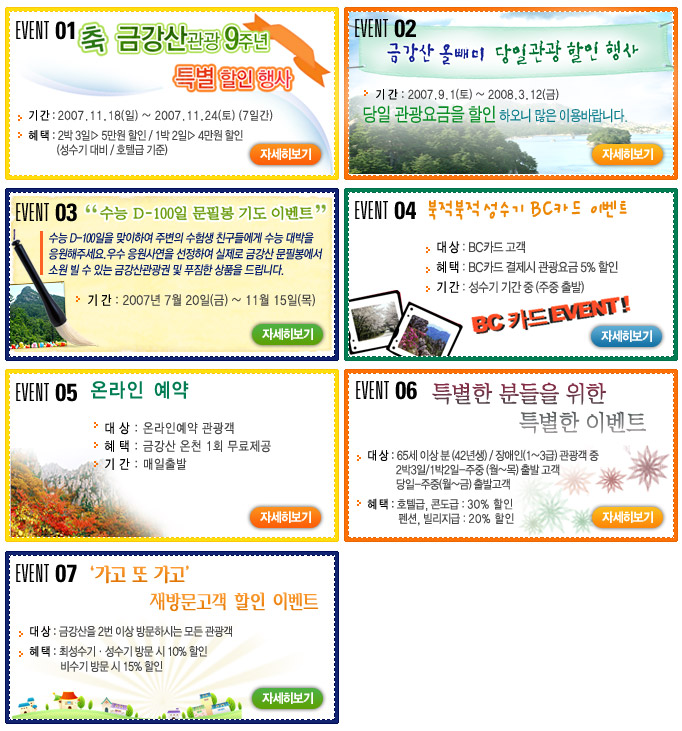 EVENT 01 축 금강산관광 9주년
특별 할인 행사
기간 : 2007.11.18(일) ~ 2007.11.24(토) (7일간)
혜택 : 2박 3일▷ 5만원 할인 / 1박 2일▷ 4만원 할인
(성수기 대비 / 호텔급 기준)
자세히보기
EVENT 02
금강산 올빼미 당일관광 할인 행사
기간 : 2007.9.1(토) ~ 2008.3.12(금)
당일 관광요금을 할인 하오니 많은 이용바랍니다.
자세히보기
EVENT 03 “수능 D-100일 문필봉 기도 이벤트”
수능 D-100일을 맞이하여 주변의 수험생 친구들에게 수능 대박을
응원해주세요.우수 응원사연을 선정하여 실제로 금강산 문필봉에서
소원 빌 수 있는 금강산관광권 및 푸짐한 상품을 드립니다.
기간 : 2007년 7월 20일(금) ~ 11월 15일(목)
자세히보기
EVENT 04 북적북적 성수기 BC카드 이벤트
대상 : BC카드 고객
혜택 : BC카드 결제시 관광요금 5% 할인
기간 : 성수기 기간 중 (주중 출발)
BC 카드 EVENT !
자세히보기
EVENT 05 온라인 예약
대상 : 온라인예약 관광객
혜택 : 금강산 온천 1회 무료제공
기간 : 매일출발
자세히보기
EVENT 06 특별한 분들을 위한
특별한 이벤트
대상 : 65세 이상 분 (42년생) / 장애인(1~3급) 관광객 중
2박3일/1박2일-주중 (월~목) 출발 고객
당일-주중(월~금) 출발고객
혜택 : 호텔급, 콘도급 : 30% 할인
펜션, 빌리지급 : 20% 할인
자세히보기
EVENT 07 ‘가고 또 가고’
재방문고객 할인 이벤트
대상 : 금강산을 2번 이상 방문하시는 모든 관광객
혜택 : 최성수기 · 성수기 방문 시 10% 할인
비수기 방문 시 15% 할인
자세히보기